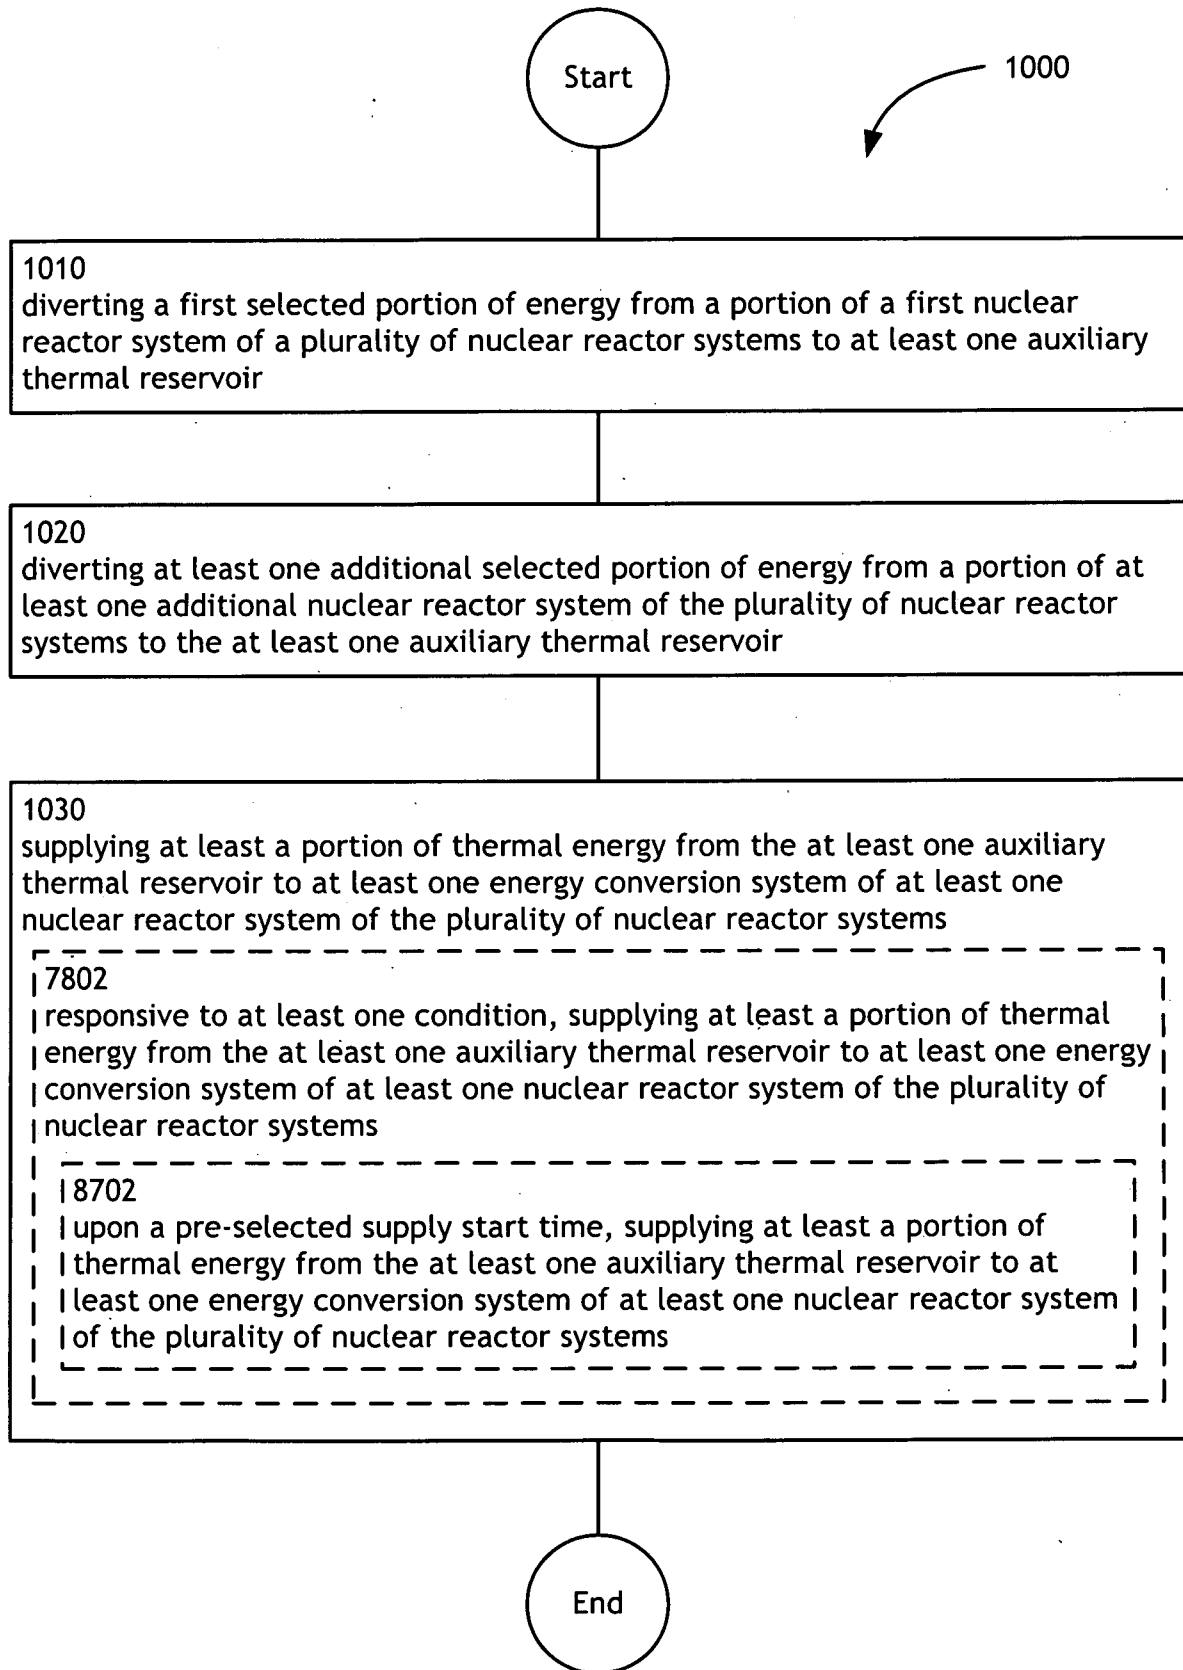 Start
1000
1010
diverting a first selected portion of energy from a portion of a first nuclear
reactor system of a plurality of nuclear reactor systems to at least one auxiliary
thermal reservoir
1020
diverting at least one additional selected portion of energy from a portion of at
least one additional nuclear reactor system of the plurality of nuclear reactor
systems to the at least one auxiliary thermal reservoir
1030
supplying at least a portion of thermal energy from the at least one auxiliary
thermal reservoir to at least one energy conversion system of at least one
nuclear reactor system of the plurality of nuclear reactor systems
7802
responsive to at least one condition, supplying at least a portion of thermal
energy from the at least one auxiliary thermal reservoir to at least one energy
conversion system of at least one nuclear reactor system of the plurality of
nuclear reactor systems
8702
upon a pre-selected supply start time, supplying at least a portion of
thermal energy from the at least one auxiliary thermal reservoir to at
least one energy conversion system of at least one nuclear reactor system
of the plurality of nuclear reactor systems
End